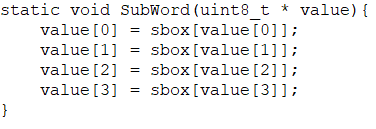 static void SubWord(uint8_t * value){
    value[0] = sbox[value[0]];
    value[1] = sbox[value[1]];
    value[2] = sbox[value[2]];
    value[3] = sbox[value[3]];
}